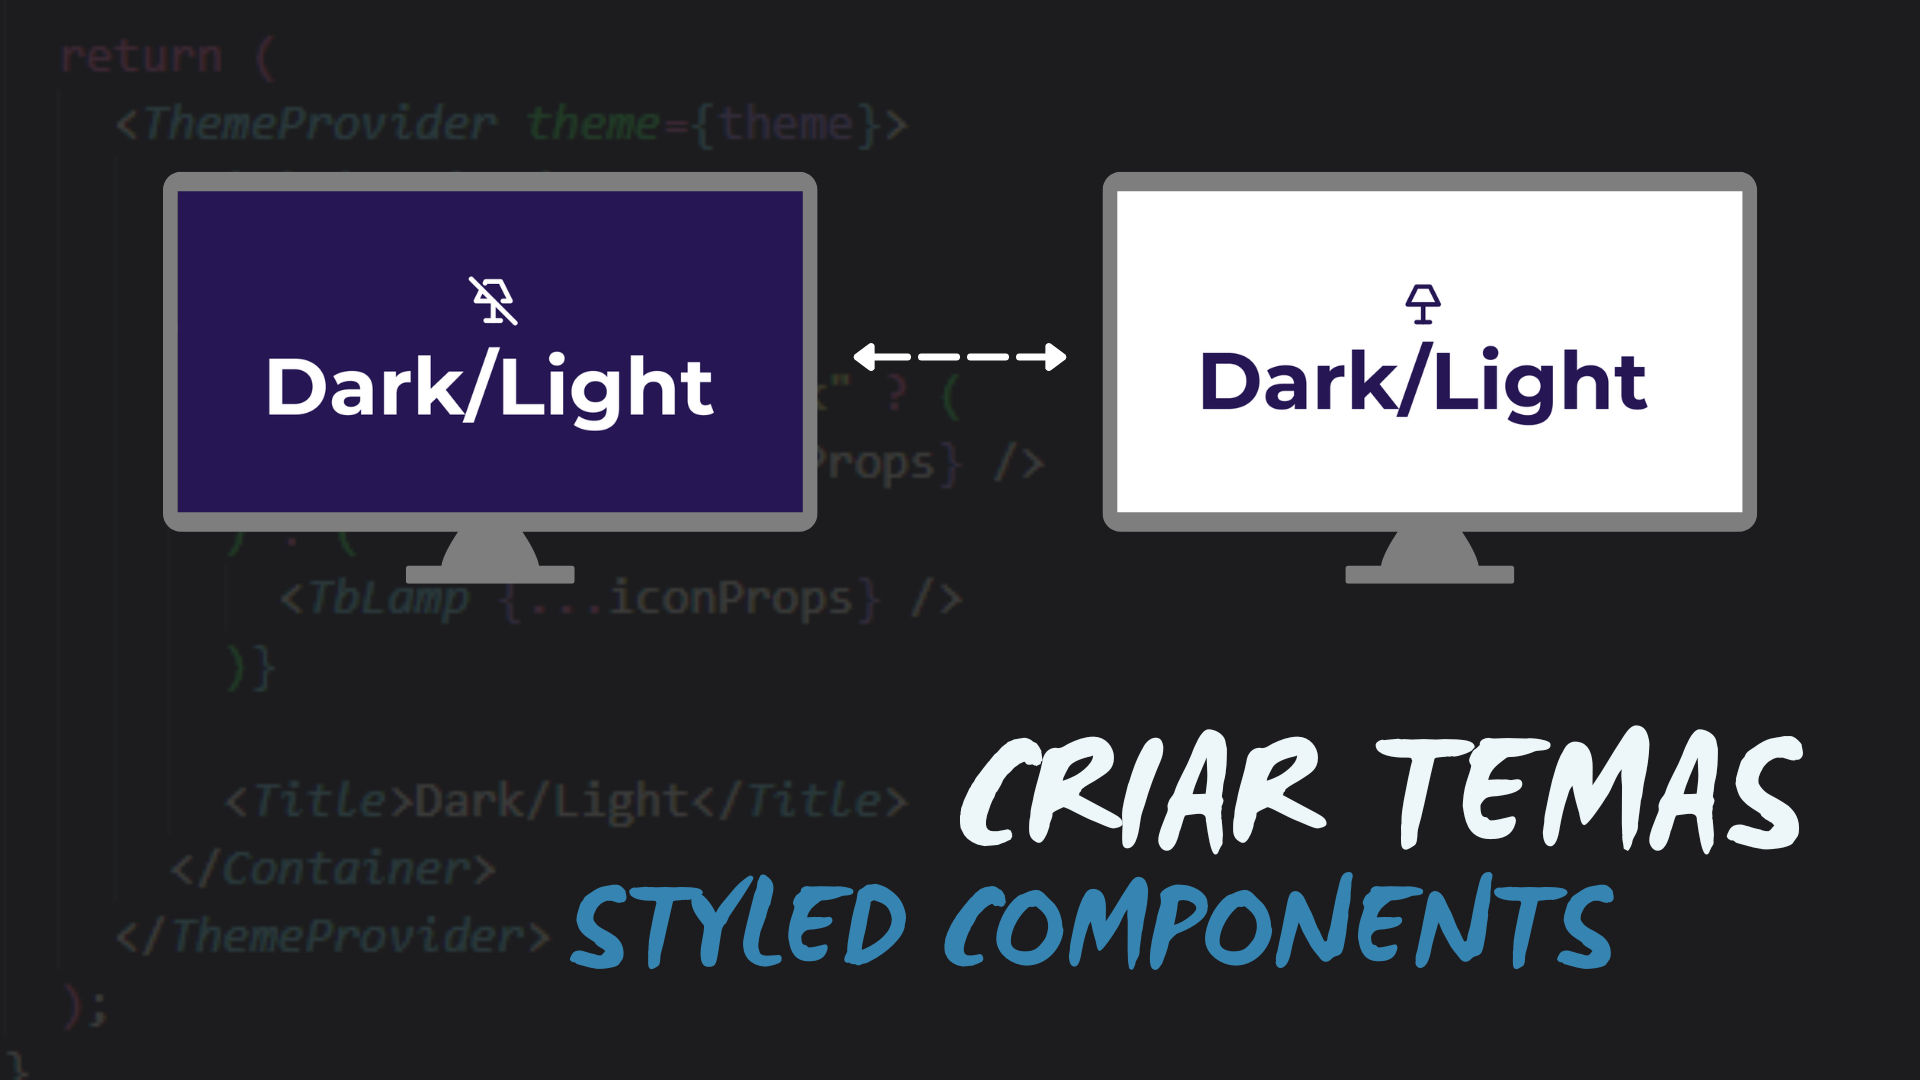 return (
<ThemeProvider theme={theme}>
Dark/Light
Dark/Light
" ? (
Props} />
) : (
<TbLamp {...iconProps} />
)}
<Title>Dark/Light</Title>
</Container>
</ThemeProvider>
);
}
CRIAR TEMAS
STYLED COMPONENTS